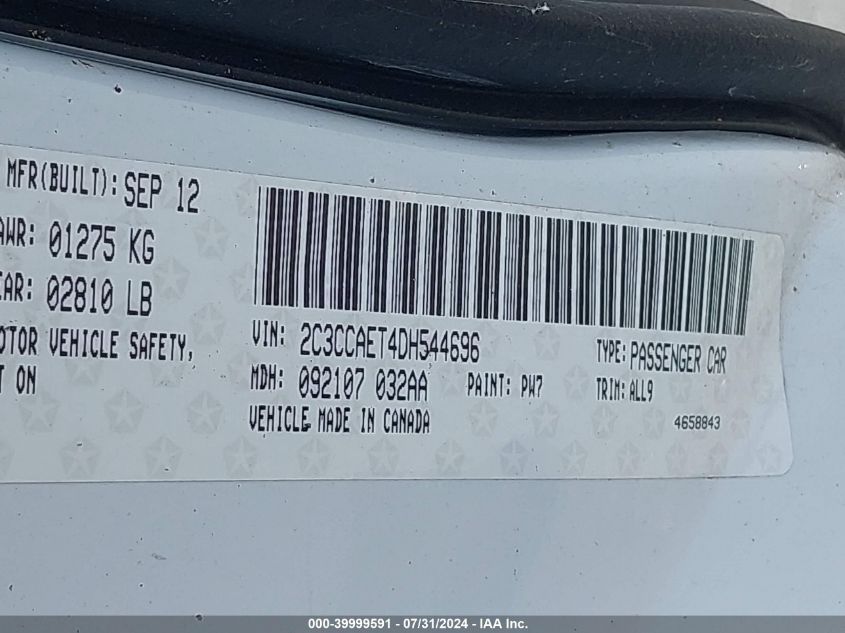 MFR(BUILT): SEP 12
AWR: 01275 KG
EAR: 02810 LB
OTOR VEHICLE SAFETY,
T ON
VIN: 2C3CCAET4DH544696
TYPE: PASSENGER CAR
MDH: 092107 032AA
PAINT: PW7
TRIM: ALL9
VEHICLE MADE IN CANADA
4658843
000-39999591 - 07/31/2024 - IAA Inc.